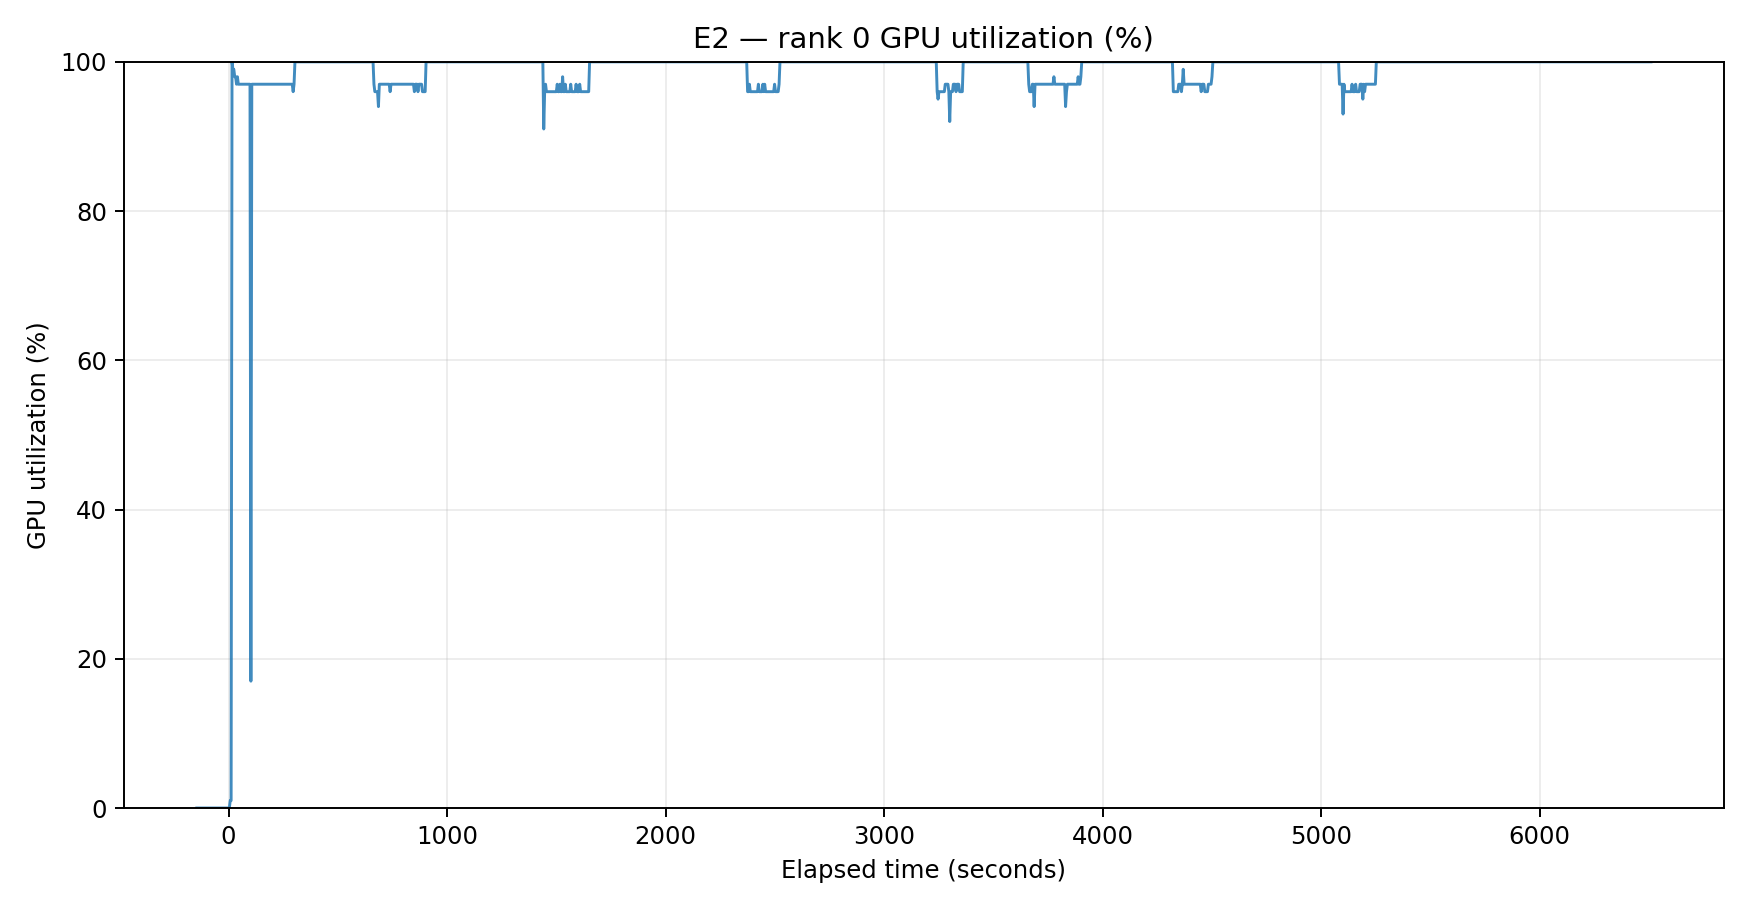 E2 — rank 0 GPU utilization (%)
100
80
60
40
20
0
GPU utilization (%)
0 1000 2000 3000 4000 5000 6000
Elapsed time (seconds)